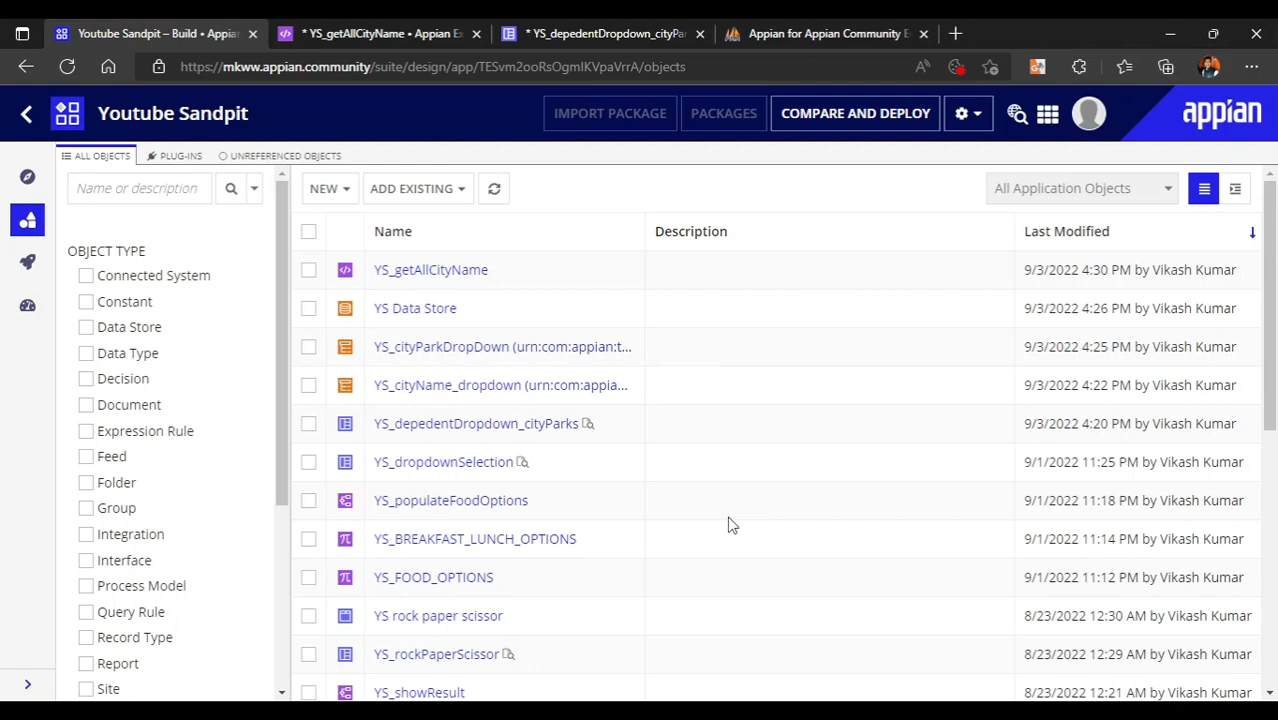 Youtube Sandpit – Build • Appia
* YS_getAllCityName • Appian E
* YS_depedentDropdown_cityPa
Appian for Appian Community E
https://mkww.appian.community/suite/design/app/TESvm2ooRsOgmIKVpaVrrA/objects
Youtube Sandpit
IMPORT PACKAGE
PACKAGES
COMPARE AND DEPLOY
appian
ALL OBJECTS
PLUG-INS
UNREFERENCED OBJECTS
Name or description
NEW
ADD EXISTING
All Application Objects
OBJECT TYPE
Connected System
Constant
Data Store
Data Type
Decision
Document
Expression Rule
Feed
Folder
Group
Integration
Interface
Process Model
Query Rule
Record Type
Report
Site
Name Description Last Modified
YS_getAllCityName 9/3/2022 4:30 PM by Vikash Kumar
YS Data Store 9/3/2022 4:26 PM by Vikash Kumar
YS_cityParkDropDown (urn:com:appian:t... 9/3/2022 4:25 PM by Vikash Kumar
YS_cityName_dropdown (urn:com:appia... 9/3/2022 4:22 PM by Vikash Kumar
YS_depedentDropdown_cityParks 9/3/2022 4:20 PM by Vikash Kumar
YS_dropdownSelection 9/1/2022 11:25 PM by Vikash Kumar
YS_populateFoodOptions 9/1/2022 11:18 PM by Vikash Kumar
YS_BREAKFAST_LUNCH_OPTIONS 9/1/2022 11:14 PM by Vikash Kumar
YS_FOOD_OPTIONS 9/1/2022 11:12 PM by Vikash Kumar
YS rock paper scissor 8/23/2022 12:30 AM by Vikash Kumar
YS_rockPaperScissor 8/23/2022 12:29 AM by Vikash Kumar
YS_showResult 8/23/2022 12:21 AM by Vikash Kumar